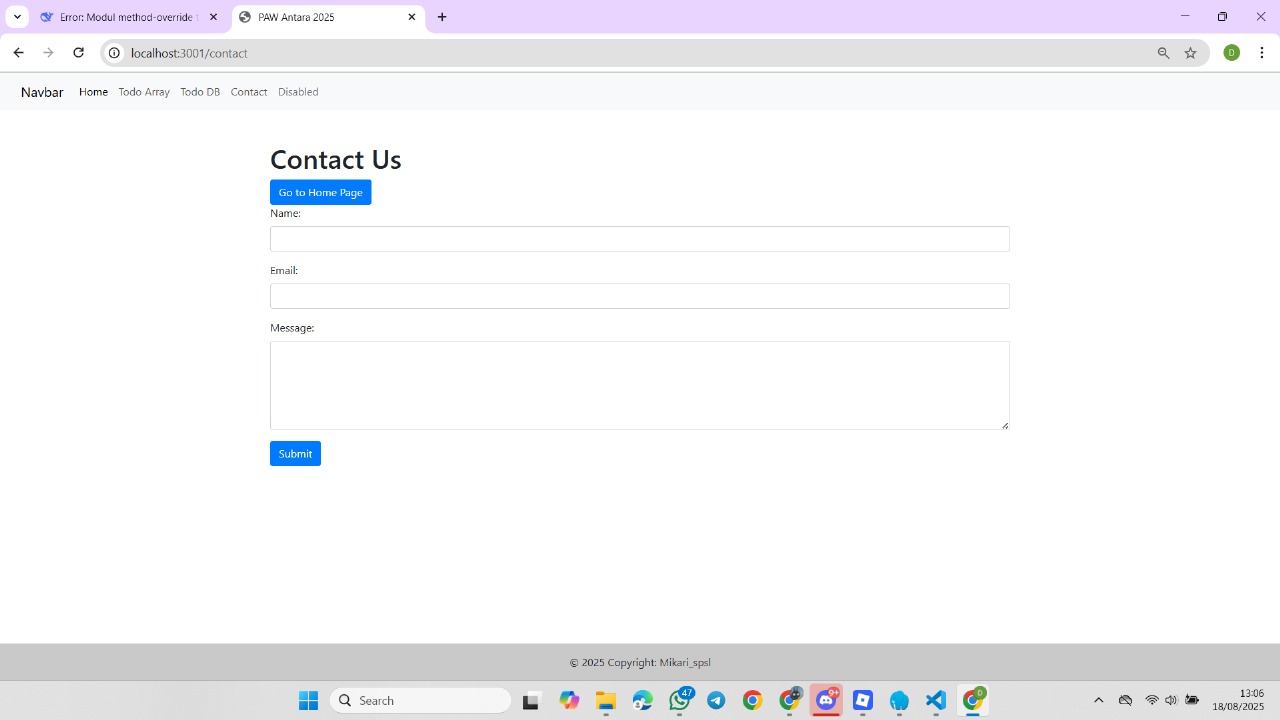 Error: Modul method-override
PAW Antara 2025
localhost:3001/contact
D
Navbar Home Todo Array Todo DB Contact Disabled
Contact Us
Go to Home Page
Name:
Email:
Message:
Submit
© 2025 Copyright: Mikari_spsl
Search
47
9+
D
13:06
18/08/2025